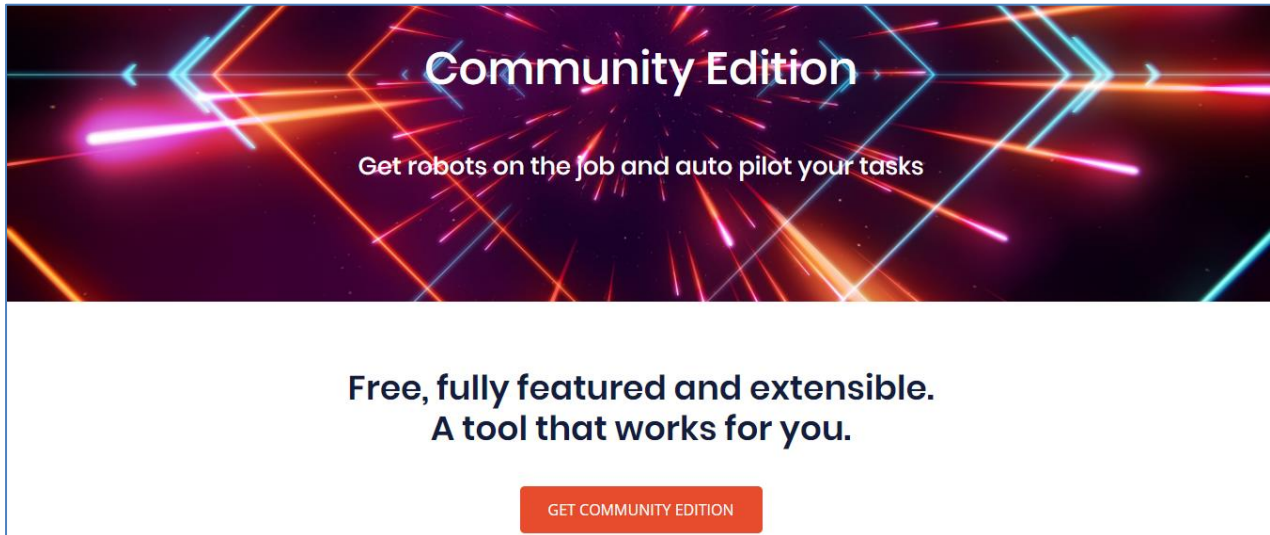 Community Edition
Get robots on the job and auto pilot your tasks
Free, fully featured and extensible.
A tool that works for you.
GET COMMUNITY EDITION